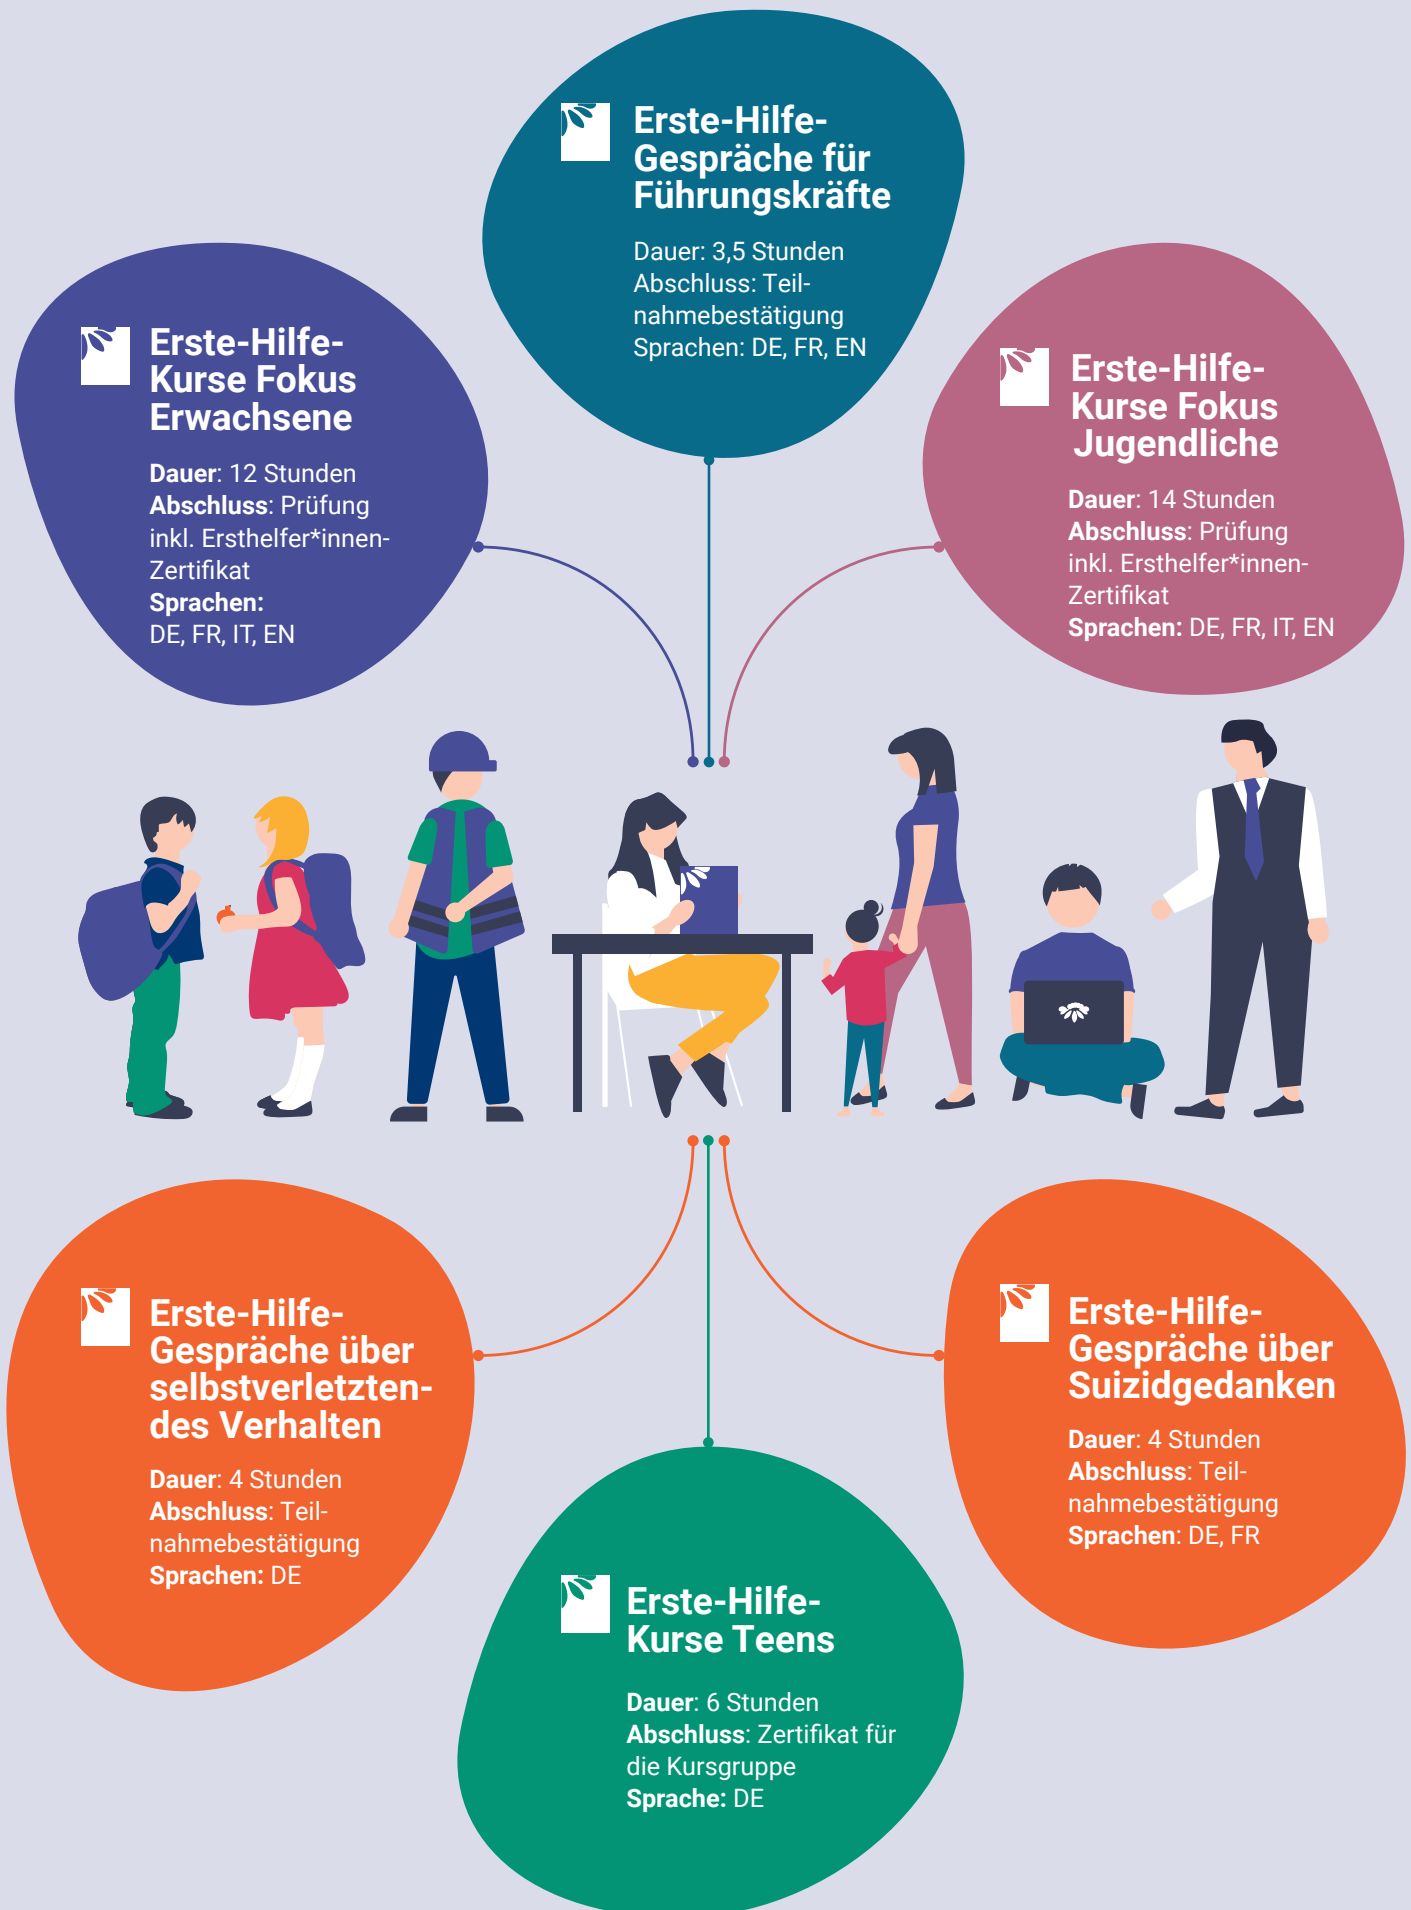 Erste-Hilfe-
Gespräche für
Führungskräfte
Dauer: 3,5 Stunden
Abschluss: Teil-
nahmebestätigung
Sprachen: DE, FR, EN
Erste-Hilfe-
Kurse Fokus
Erwachsene
Dauer: 12 Stunden
Abschluss: Prüfung
inkl. Ersthelfer*innen-
Zertifikat
Sprachen:
DE, FR, IT, EN
Erste-Hilfe-
Kurse Fokus
Jugendliche
Dauer: 14 Stunden
Abschluss: Prüfung
inkl. Ersthelfer*innen-
Zertifikat
Sprachen: DE, FR, IT, EN
Erste-Hilfe-
Gespräche über
selbstverletzten-
des Verhalten
Dauer: 4 Stunden
Abschluss: Teil-
nahmebestätigung
Sprachen: DE
Erste-Hilfe-
Gespräche über
Suizidgedanken
Dauer: 4 Stunden
Abschluss: Teil-
nahmebestätigung
Sprachen: DE, FR
Erste-Hilfe-
Kurse Teens
Dauer: 6 Stunden
Abschluss: Zertifikat für
die Kursgruppe
Sprache: DE